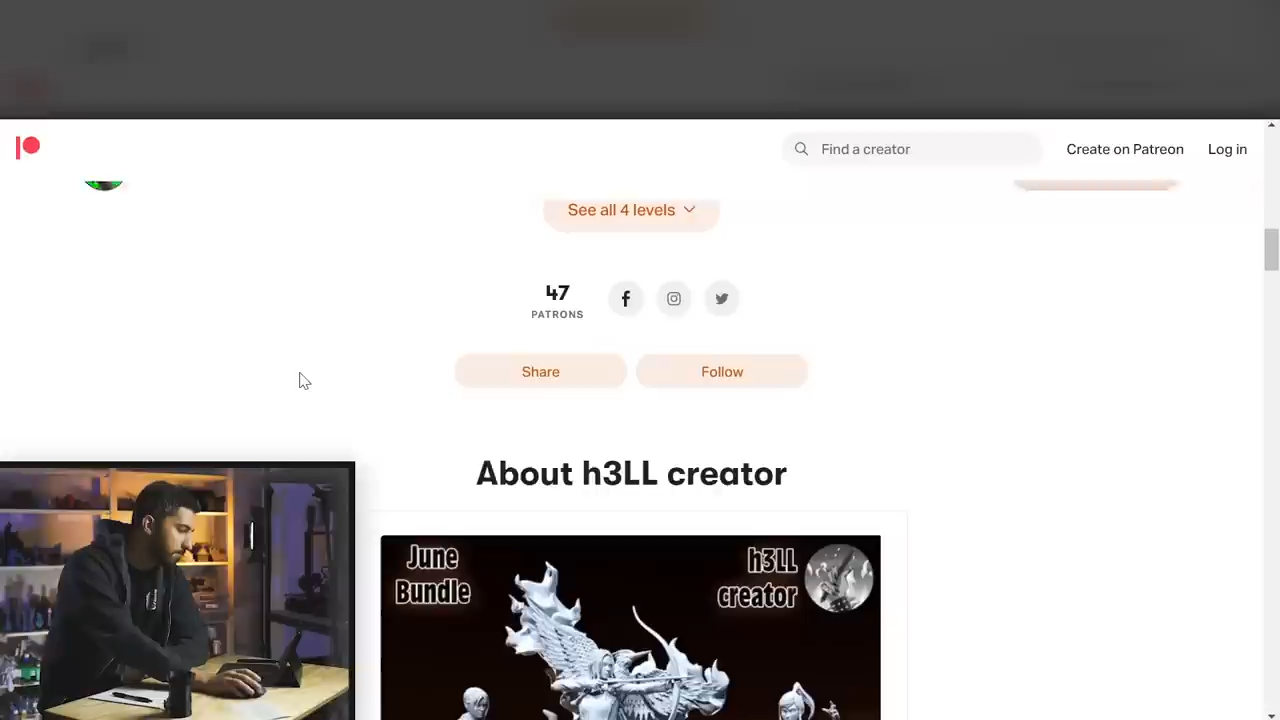 Find a creator
Create on Patreon
Log in
See all 4 levels
47
PATRONS
Share
Follow
About h3LL creator
June
Bundle
h3LL
creator